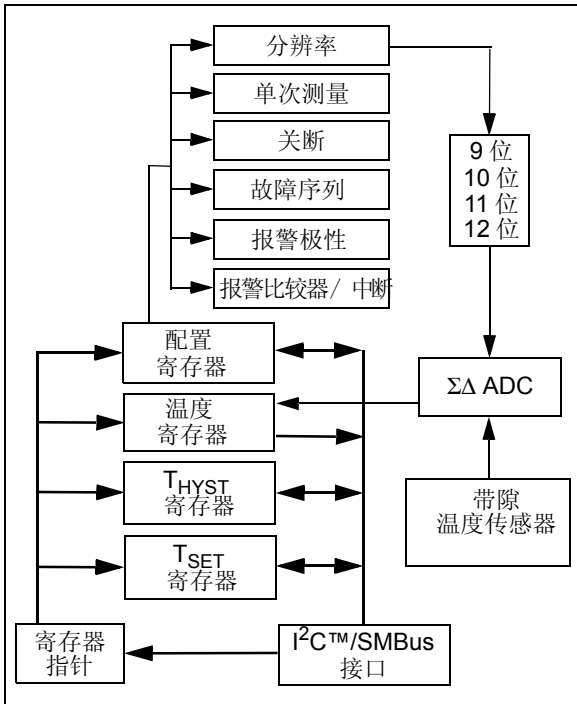 分辨率
单次测量
关断
故障序列
报警极性
报警比较器/ 中断
9 位
10 位
11 位
12 位
配置
寄存器
温度
寄存器
THYST
寄存器
TSET
寄存器
ΣΔ ADC
带隙
温度传感器
寄存器
指针
I²C™/SMBus
接口